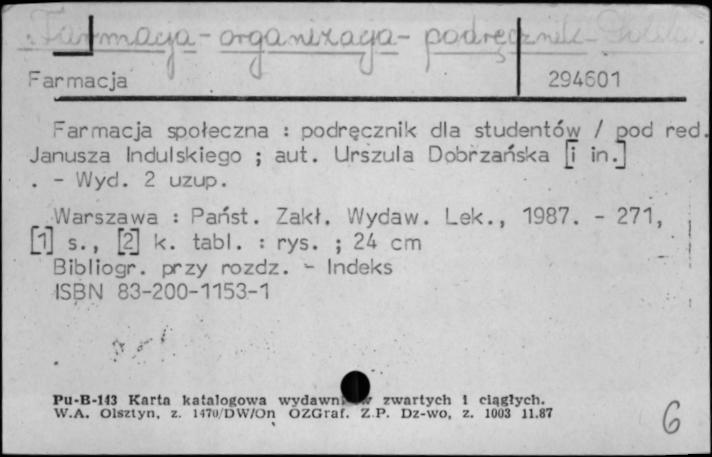 Farmacja - organizacja - podręcznik - Polska.
Farmacja 294601
Farmacja społeczna : podręcznik dla studentów / pod red.
Janusza Indulskiego ; aut. Urszula Dobrzańska [i in.]
. - Wyd. 2 uzup.
Warszawa : Państ. Zakł. Wydaw. Lek., 1987. - 271,
[1] s., [2] k. tabl. : rys. ; 24 cm
Bibliogr. przy rozdz. - Indeks
ISBN 83-200-1153-1
Pu-B-143 Karta katalogowa zwartych i ciągłych.
W.A. Olsztyn, z. 1470/DW/On OZGraf. Z.P. Dz-wo, z. 1003 11.87
6